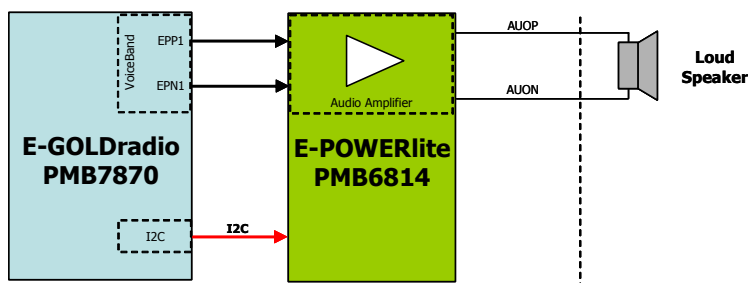 VoiceBand
EPP1
EPN1
E-GOLDradio
PMB7870
I2C
I2C
Audio Amplifier
E-POWERlite
PMB6814
AUOP
AUON
Loud
Speaker